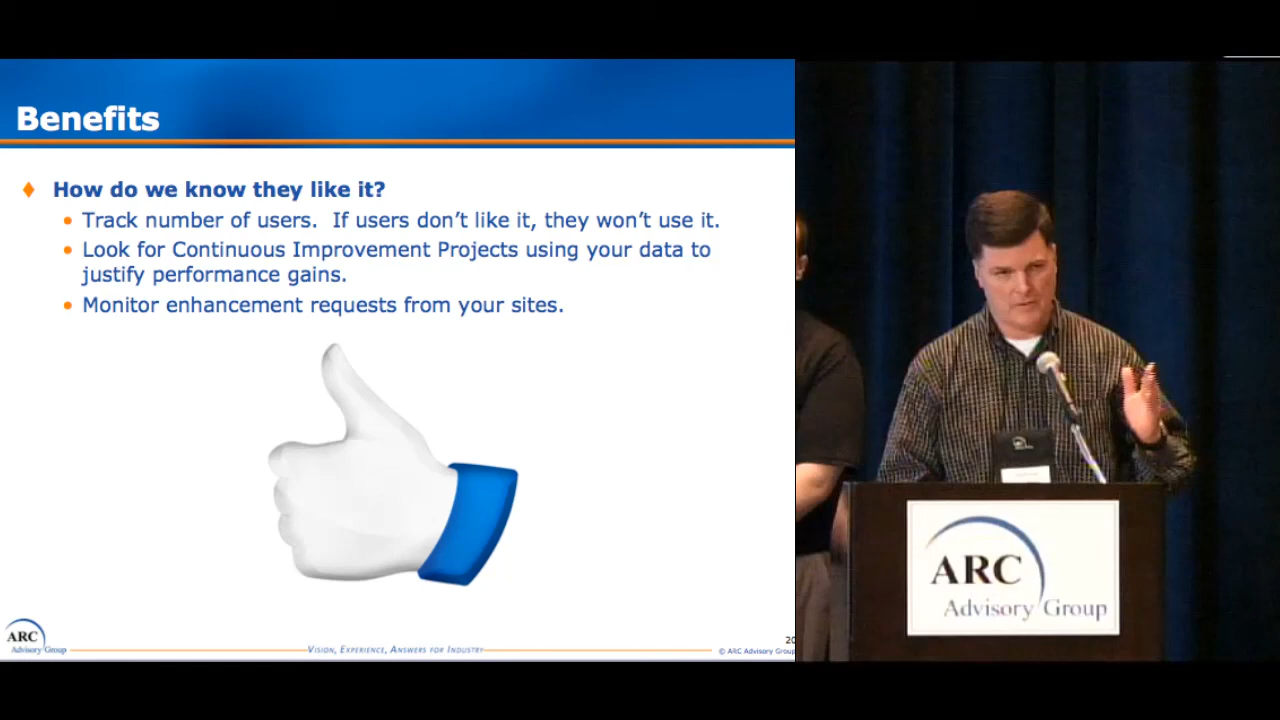 Benefits
How do we know they like it?
Track number of users. If users don't like it, they won't use it.
Look for Continuous Improvement Projects using your data to
justify performance gains.
Monitor enhancement requests from your sites.
ARC
Advisory Group
VISION, EXPERIENCE, ANSWERS FOR INDUSTRY
20
© ARC Advisory Group
ARC
Advisory Group